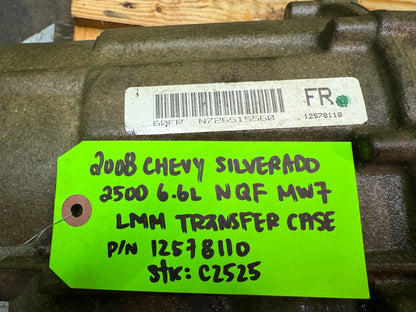 FR
60FR N726515560
12578110
2008 CHEVY SILVERADO
2500 6.6L NQF MW7
LMM TRANSFER CASE
P/N 12578110
Stk: C2525